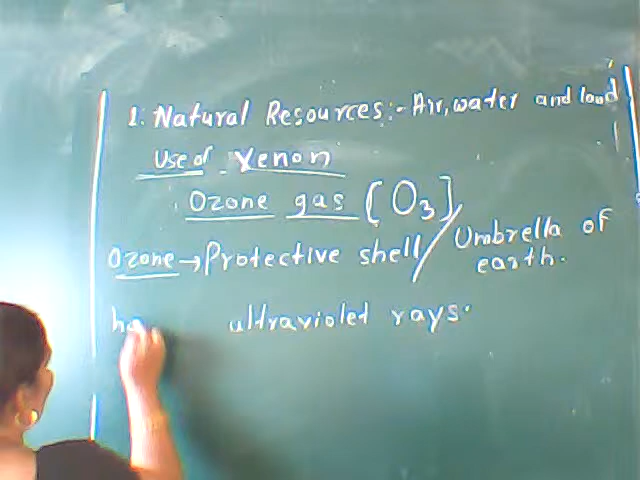 1. Natural Resources:- Air, water and land
Use of Xenon
Ozone gas [O3]
Ozone → Protective shell / Umbrella of
earth.
ha ultraviolet rays.